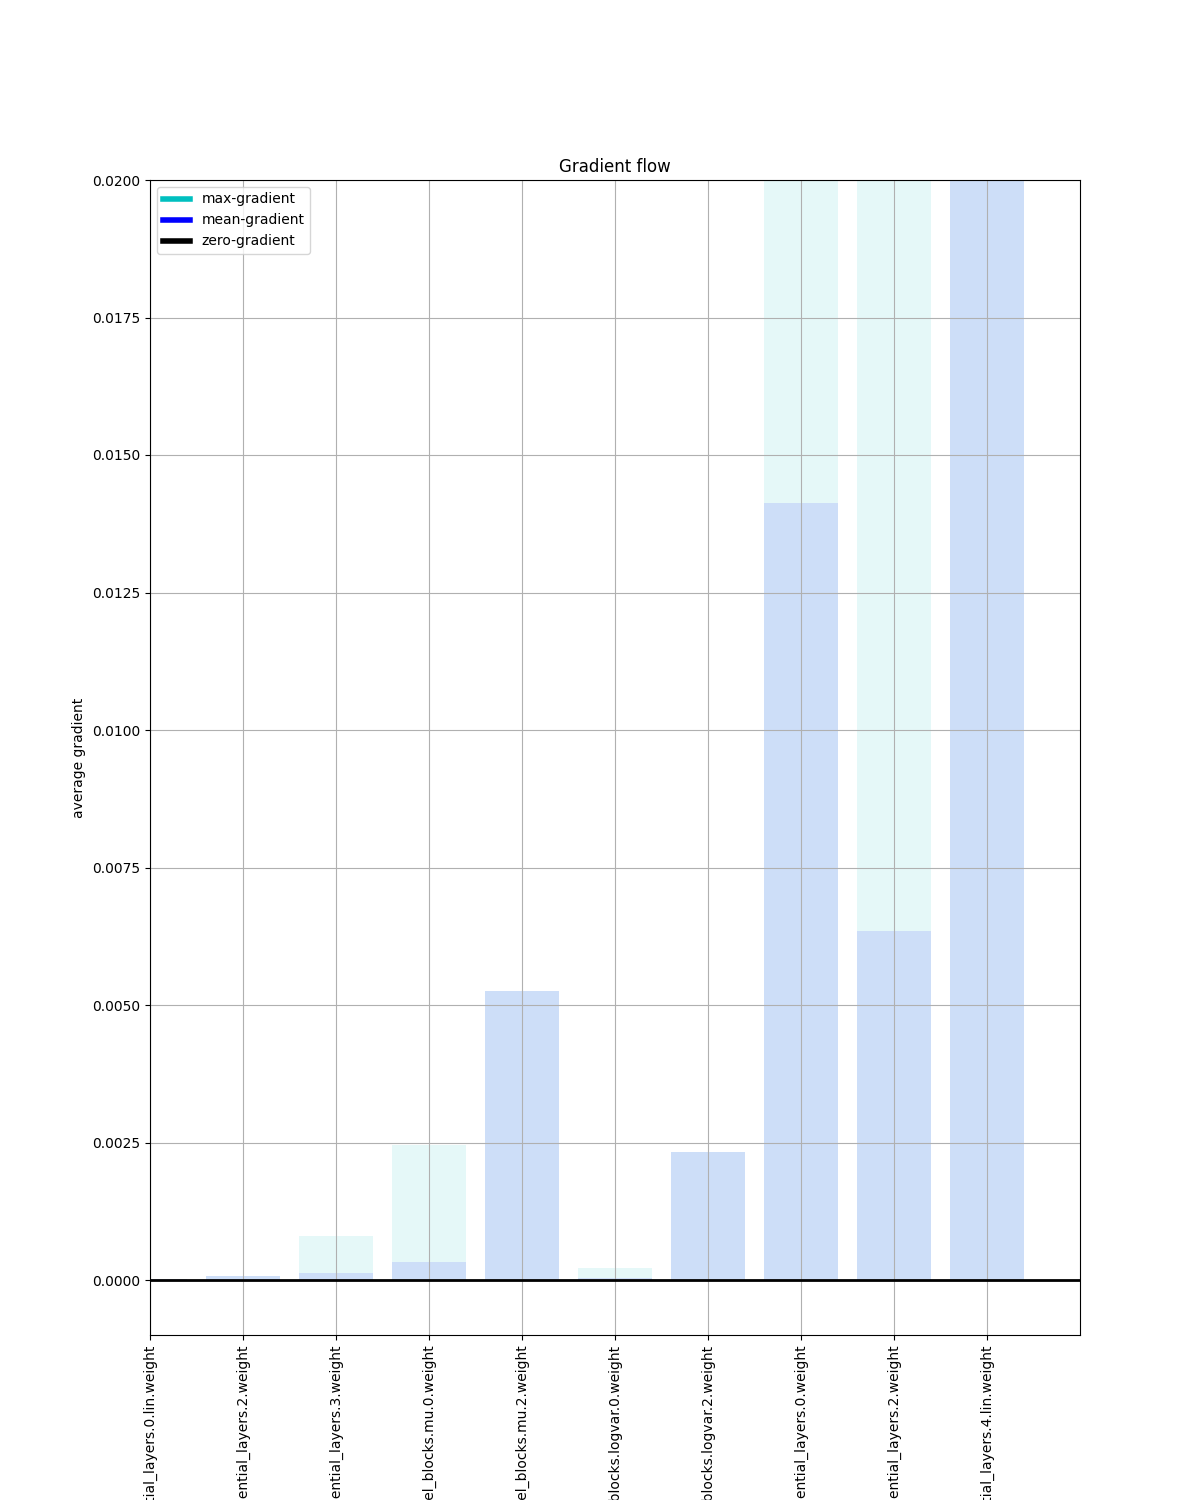 Gradient flow
max-gradient
mean-gradient
zero-gradient
0.0200
0.0175
0.0150
0.0125
0.0100
0.0075
0.0050
0.0025
0.0000
average gradient
tial_layers.0.lin.weight
ential_layers.2.weight
ential_layers.3.weight
el_blocks.mu.0.weight
el_blocks.mu.2.weight
blocks.logvar.0.weight
blocks.logvar.2.weight
ential_layers.0.weight
ential_layers.2.weight
tial_layers.4.lin.weight